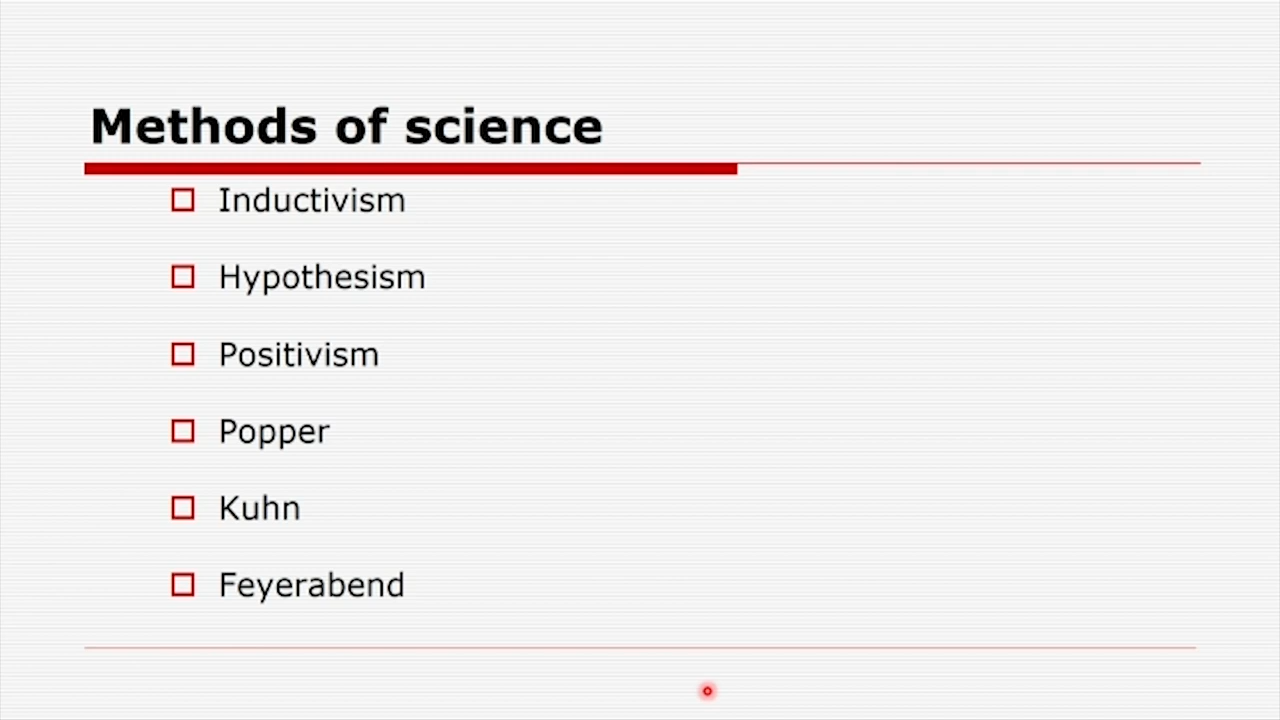 Methods of science
Inductivism
Hypothesism
Positivism
Popper
Kuhn
Feyerabend